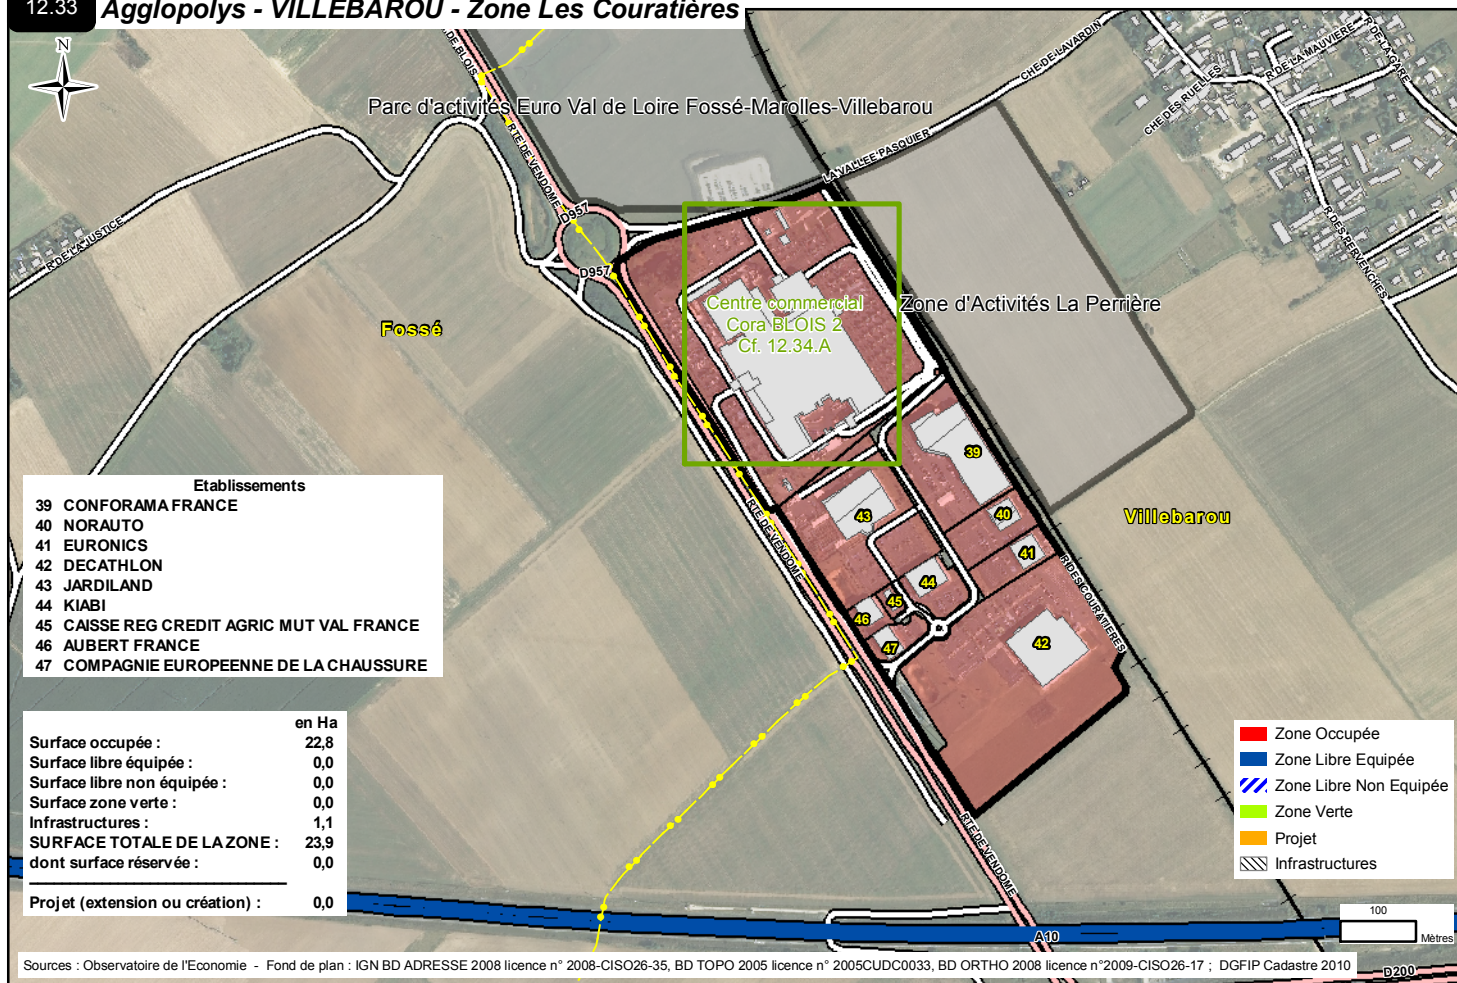 12.33
Agglopolys - VILLEBAROU - Zone Les Couratières
N
DE BLOIS
Parc d'activités Euro Val de Loire Fossé-Marolles-Villebarou
RTE DE VENDOME
CHE DE LAVARDIN
LA VALLEE PASQUIER
CHE DES RUELLES
R DE LA MAUVIERE
R DE LA GARE
R DES PERVENCHES
R DE LA JUSTICE
D957
D957
Fossé
Centre commercial
Cora BLOIS 2
Cf. 12.34.A
Zone d'Activités La Perrière
Villebarou
39
40
41
42
43
44
45
46
47
RTE DE VENDOME
R DES COURATIERES
RTE DE VENDOME
Etablissements
39 CONFORAMA FRANCE
40 NORAUTO
41 EURONICS
42 DECATHLON
43 JARDILAND
44 KIABI
45 CAISSE REG CREDIT AGRIC MUT VAL FRANCE
46 AUBERT FRANCE
47 COMPAGNIE EUROPEENNE DE LA CHAUSSURE
en Ha
Surface occupée : 22,8
Surface libre équipée : 0,0
Surface libre non équipée : 0,0
Surface zone verte : 0,0
Infrastructures : 1,1
SURFACE TOTALE DE LA ZONE : 23,9
dont surface réservée : 0,0
Projet (extension ou création) : 0,0
Zone Occupée
Zone Libre Equipée
Zone Libre Non Equipée
Zone Verte
Projet
Infrastructures
100
Mètres
A10
D200
Sources : Observatoire de l'Economie - Fond de plan : IGN BD ADRESSE 2008 licence n° 2008-CISO26-35, BD TOPO 2005 licence n° 2005CUDC0033, BD ORTHO 2008 licence n°2009-CISO26-17 ; DGFIP Cadastre 2010